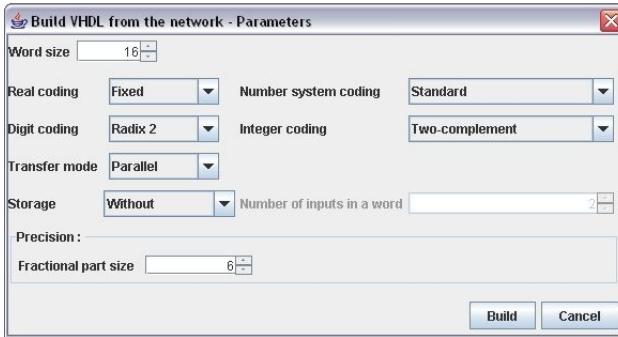 Build VHDL from the network - Parameters
Word size 16
Real coding Fixed Number system coding Standard
Digit coding Radix 2 Integer coding Two-complement
Transfer mode Parallel
Storage Without Number of inputs in a word 2
Precision :
Fractional part size 6
Build Cancel